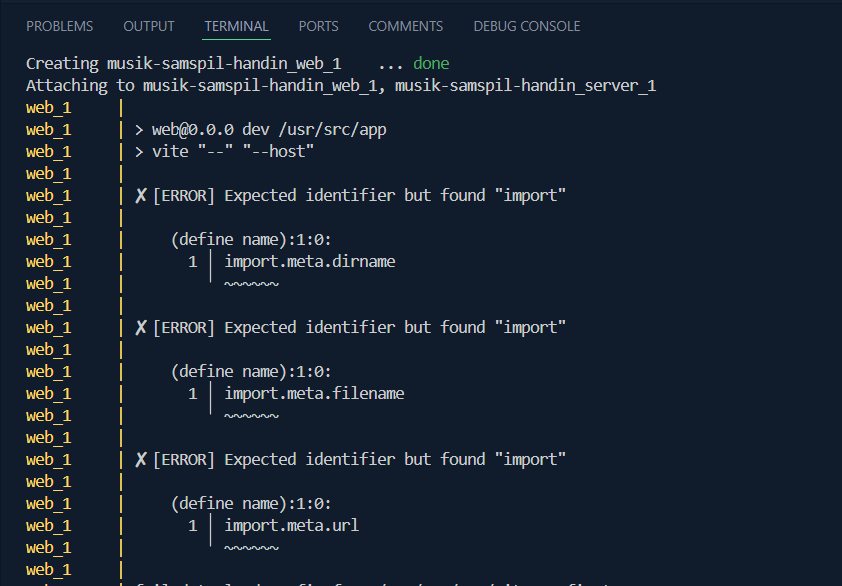 PROBLEMS OUTPUT TERMINAL PORTS COMMENTS DEBUG CONSOLE
Creating musik-samspil-handin_web_1 ... done
Attaching to musik-samspil-handin_web_1, musik-samspil-handin_server_1
web_1 |
web_1 | > web@0.0.0 dev /usr/src/app
web_1 | > vite "--" "--host"
web_1 |
web_1 | ✗ [ERROR] Expected identifier but found "import"
web_1 |
web_1 | (define name):1:0:
web_1 | 1 │ import.meta.dirname
web_1 | ~~~~~~
web_1 |
web_1 | ✗ [ERROR] Expected identifier but found "import"
web_1 |
web_1 | (define name):1:0:
web_1 | 1 │ import.meta.filename
web_1 | ~~~~~~
web_1 |
web_1 | ✗ [ERROR] Expected identifier but found "import"
web_1 |
web_1 | (define name):1:0:
web_1 | 1 │ import.meta.url
web_1 | ~~~~~~
web_1 |